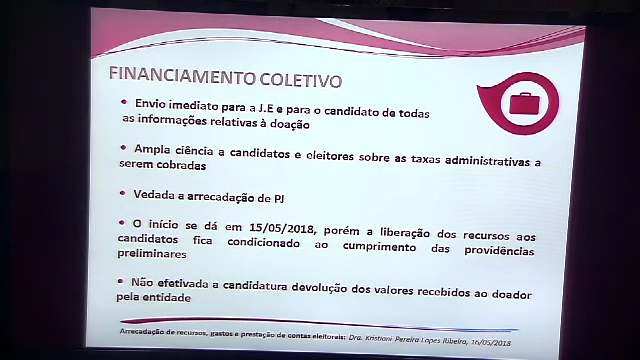 FINANCIAMENTO COLETIVO
• Envio imediato para a J.E e para o candidato de todas
as informações relativas à doação
• Ampla ciência a candidatos e eleitores sobre as taxas administrativas a
serem cobradas
• Vedada a arrecadação de PJ
• O início se dá em 15/05/2018, porém a liberação dos recursos aos
candidatos fica condicionado ao cumprimento das providências
preliminares
• Não efetivada a candidatura devolução dos valores recebidos ao doador
pela entidade
Arrecadação de recursos, gastos e prestação de contas eleitorais: Dra. Kristiani Pereira Lopes Ribeiro, 16/05/2018